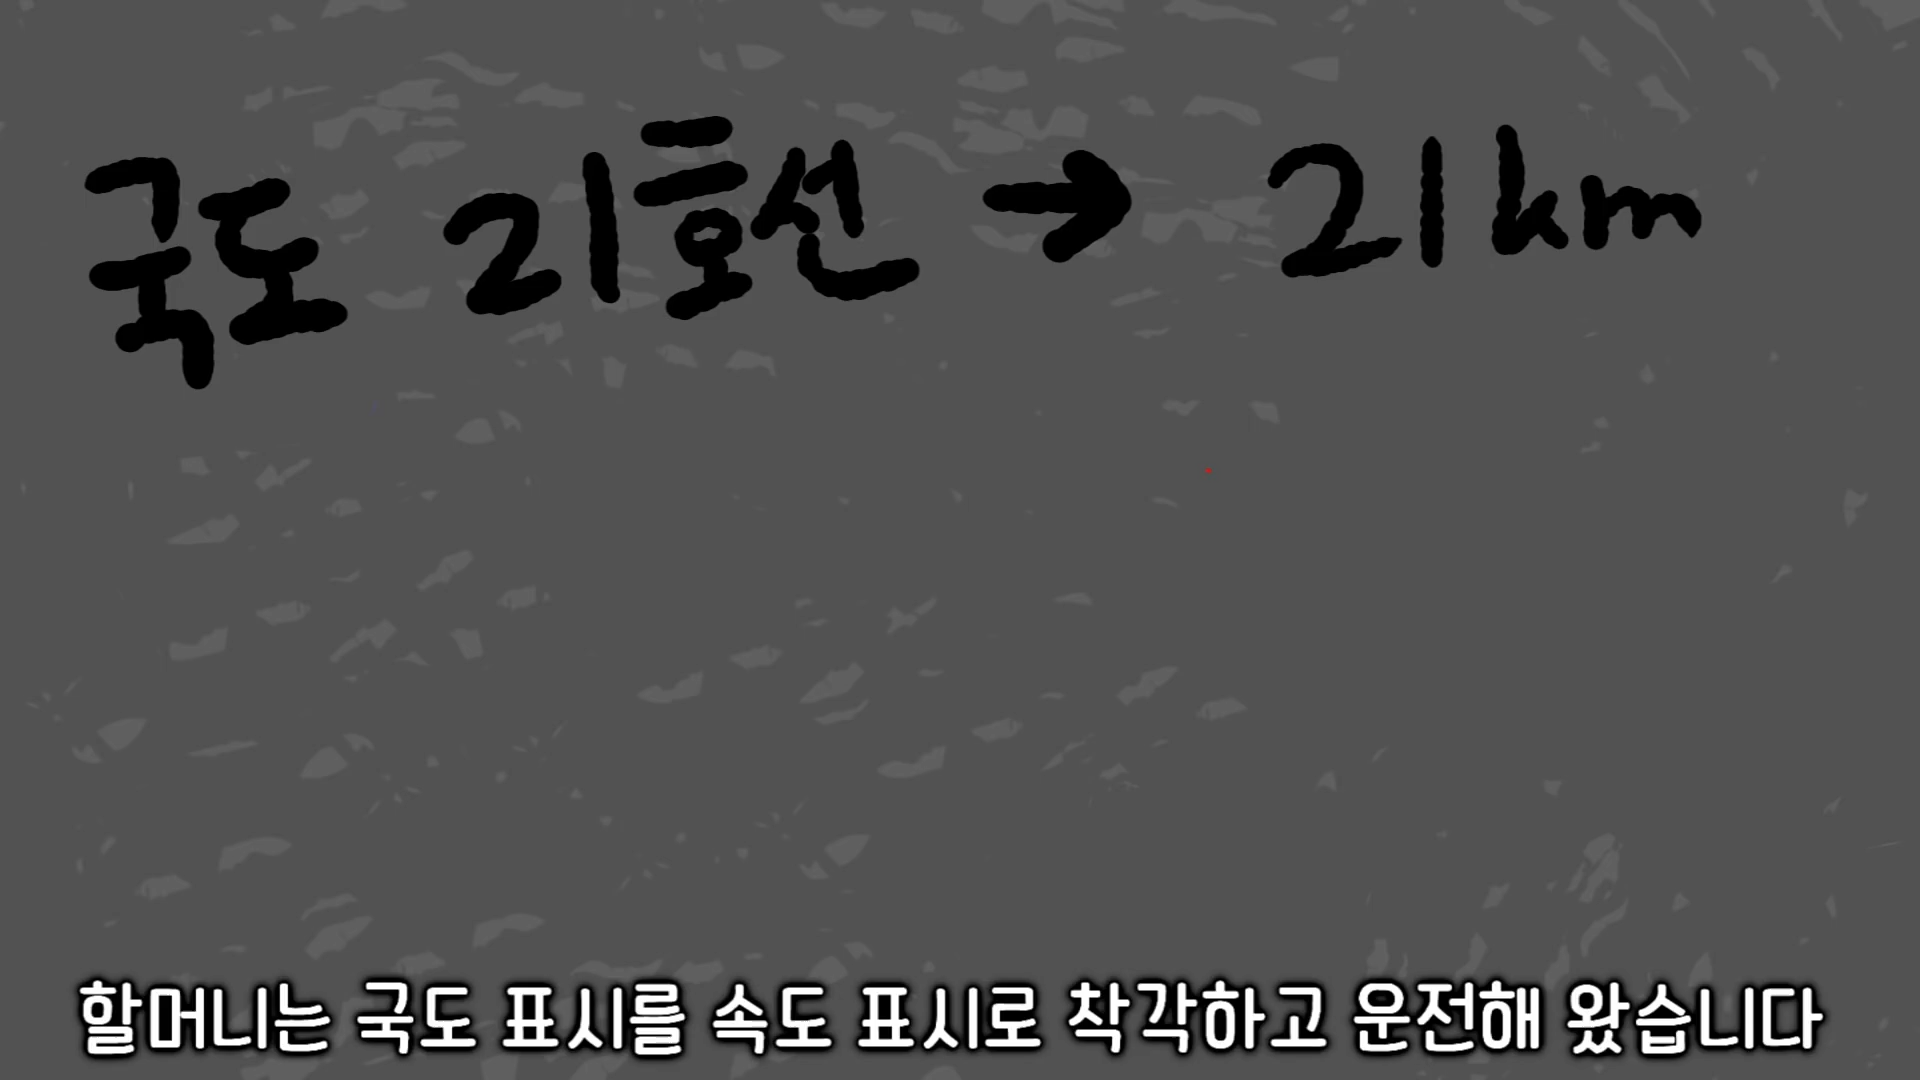 국도 21호선 → 21km
할머니는 국도 표시를 속도 표시로 착각하고 운전해 왔습니다